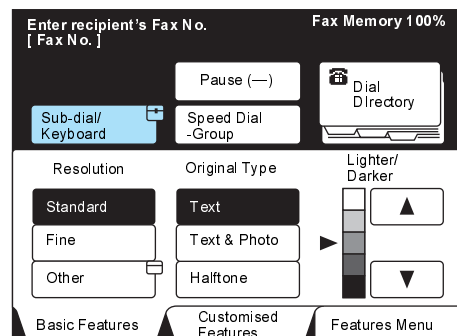 Enter recipient's Fax No.
[ Fax No. ]
Fax Memory 100%
Pause (—)
Dial
DIrectory
Sub-dial/
Keyboard
Speed Dial
-Group
Resolution
Original Type
Lighter/
Darker
Standard
Text
Fine
Text & Photo
Other
Halftone
Basic Features
Customised
Features
Features Menu